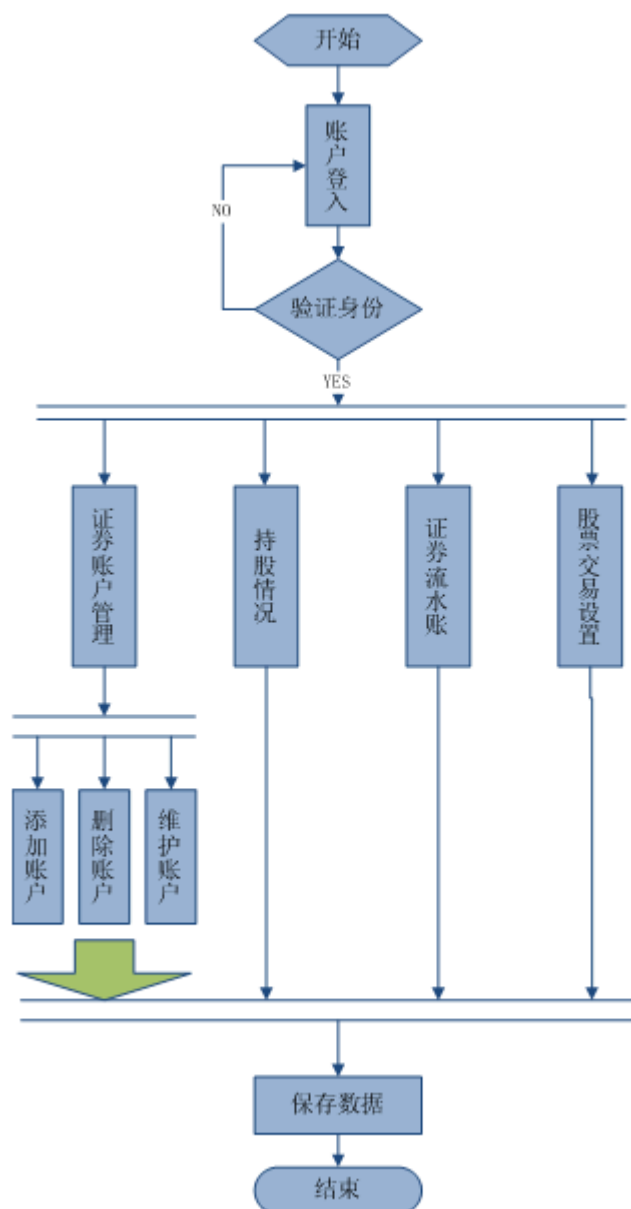 开始
账户登入
NO
验证身份
YES
证券账户管理
持股情况
证券流水账
股票交易设置
添加账户
删除账户
维护账户
保存数据
结束